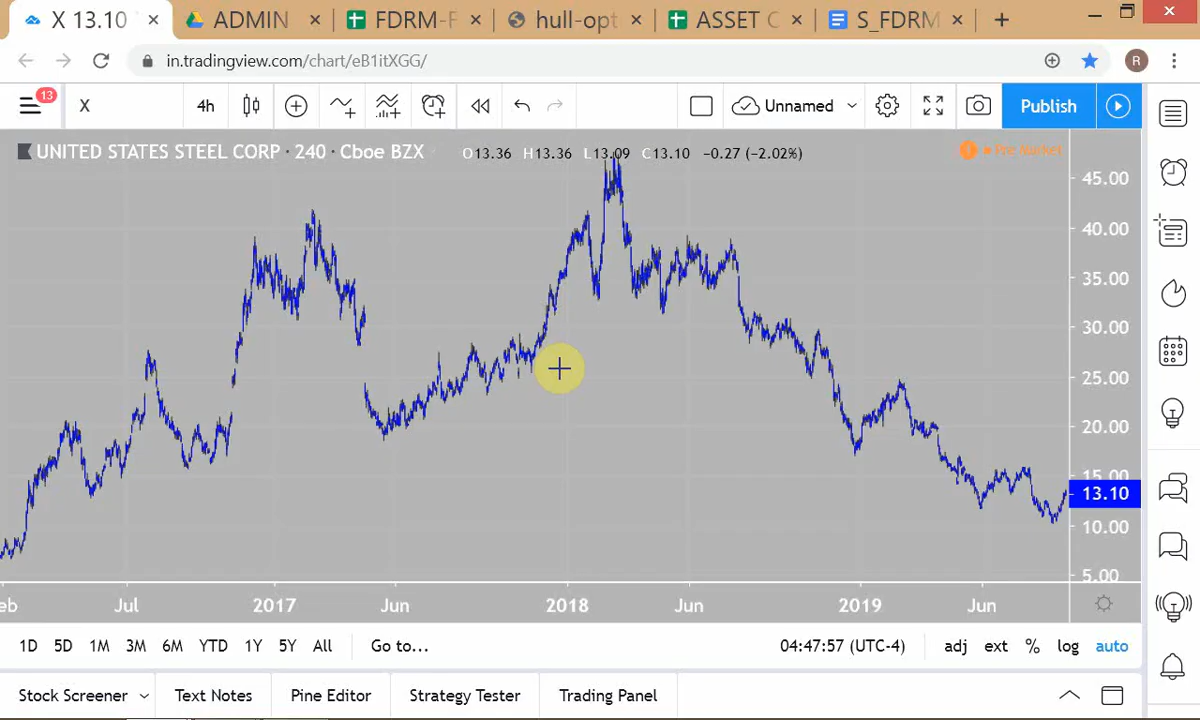 X 13.10
ADMIN
FDRM-F
hull-opt
ASSET C
S_FDRM
in.tradingview.com/chart/eB1itXGG/
R
13
X
4h
Unnamed
Publish
UNITED STATES STEEL CORP · 240 · Cboe BZX
O13.36 H13.36 L13.09 C13.10 −0.27 (−2.02%)
Pre Market
45.00
40.00
35.00
30.00
25.00
20.00
15.00
13.10
10.00
5.00
eb Jul 2017 Jun 2018 Jun 2019 Jun
1D 5D 1M 3M 6M YTD 1Y 5Y All Go to... 04:47:57 (UTC-4) adj ext % log auto
Stock Screener Text Notes Pine Editor Strategy Tester Trading Panel